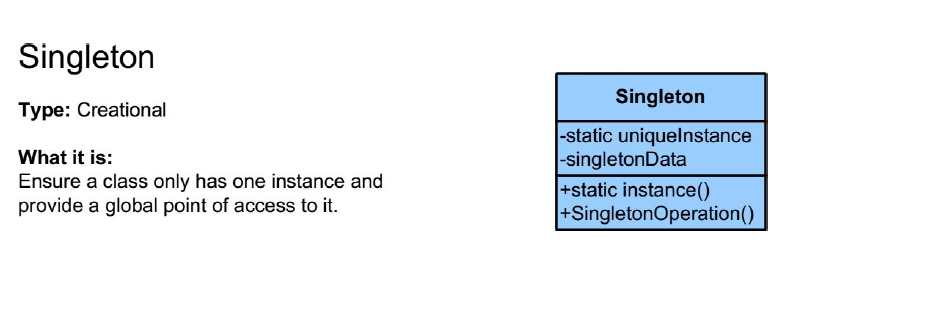 Singleton
Type: Creational
What it is:
Ensure a class only has one instance and
provide a global point of access to it.
Singleton
-static uniqueInstance
-singletonData
+static instance()
+SingletonOperation()